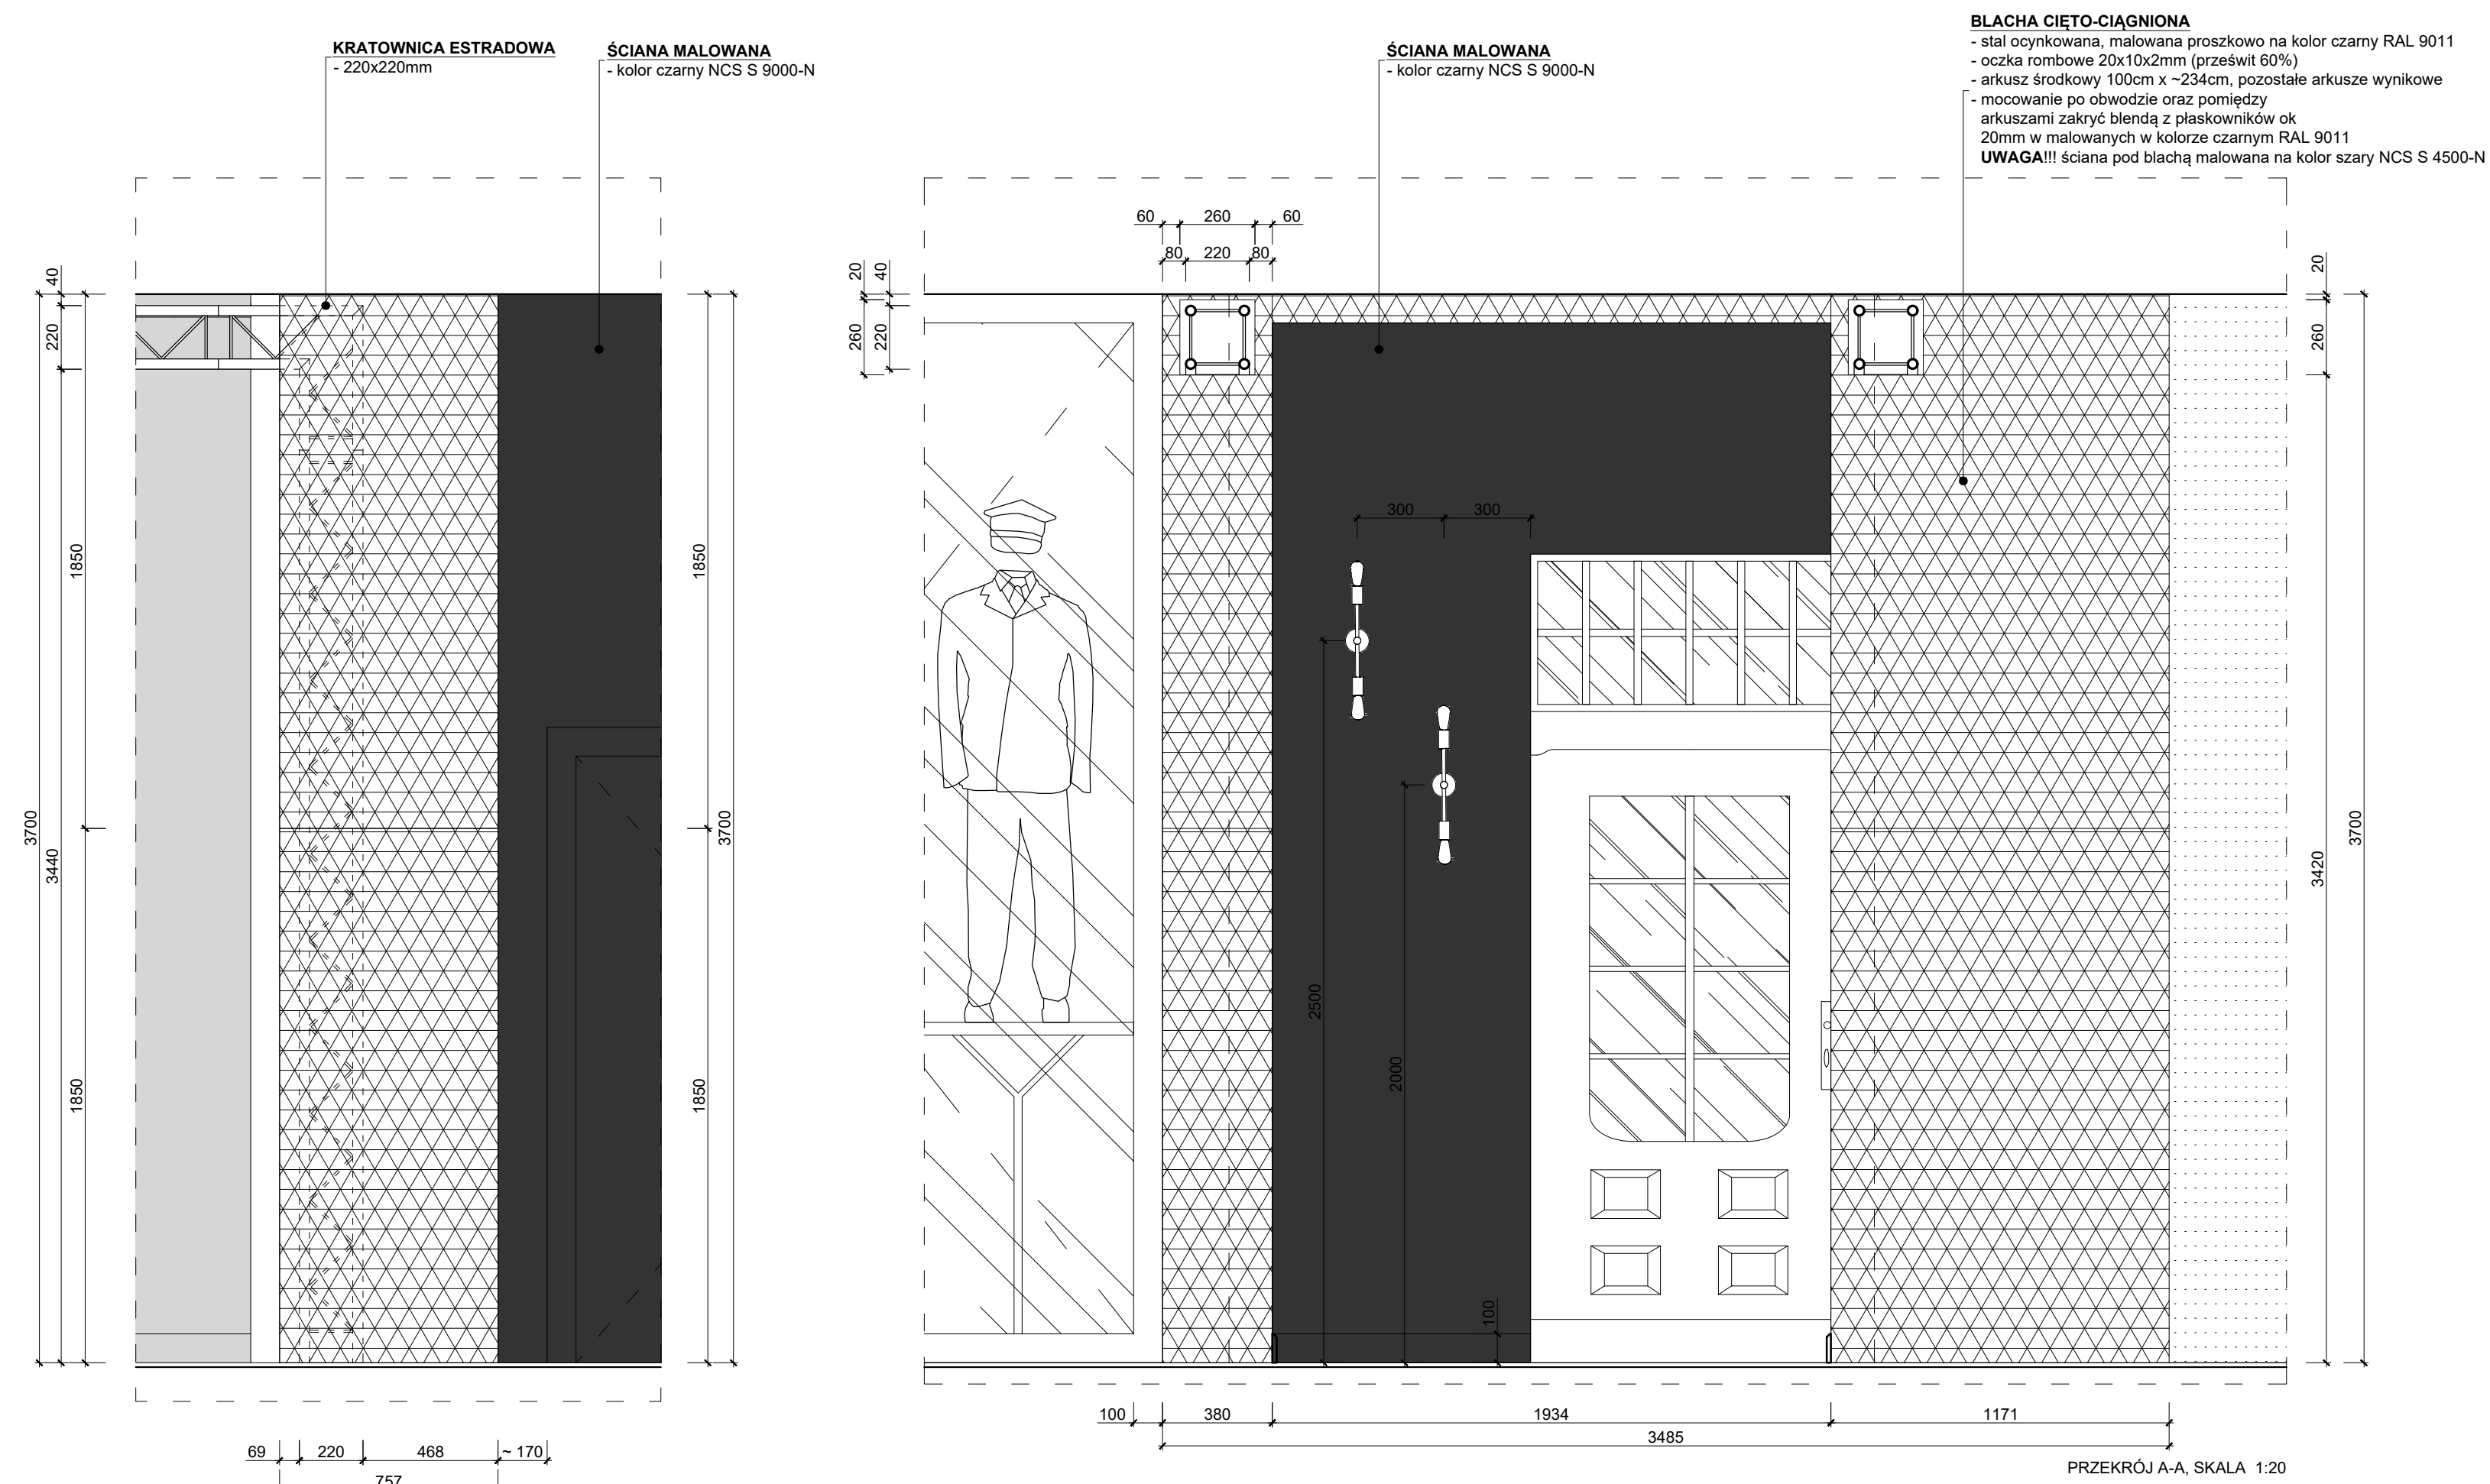 BLACHA CIĘTO-CIĄGNIONA
- stal ocynkowana, malowana proszkowo na kolor czarny RAL 9011
- oczka rombowe 20x10x2mm (prześwit 60%)
- arkusz środkowy 100cm x ~234cm, pozostałe arkusze wynikowe
- mocowanie po obwodzie oraz pomiędzy
arkuszami zakryć blendą z płaskowników ok
20mm w malowanych w kolorze czarnym RAL 9011
UWAGA!!! ściana pod blachą malowana na kolor szary NCS S 4500-N
KRATOWNICA ESTRADOWA
- 220x220mm
ŚCIANA MALOWANA
- kolor czarny NCS S 9000-N
ŚCIANA MALOWANA
- kolor czarny NCS S 9000-N
40
220
1850
3700
3440
1850
1850
3700
1850
69 220 468 ~ 170
757
60 260 60
80 220 80
20 40
260 220
300 300
2500
2000
100
20
260
3700
3420
100 380 1934 1171
3485
PRZEKRÓJ A-A, SKALA 1:20